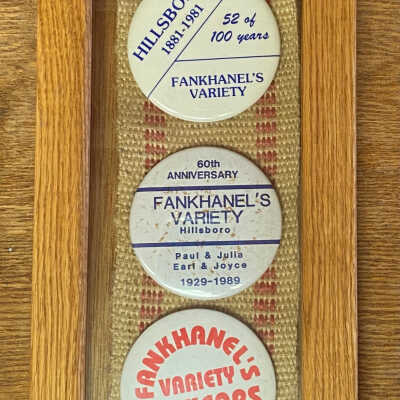 1881-1981
52 of
100 years
FANKHANEL'S
VARIETY
60th
ANNIVERSARY
FANKHANEL'S
VARIETY
Hillsboro
Paul & Julia
Earl & Joyce
1929-1989
FANKHANEL'S
VARIETY